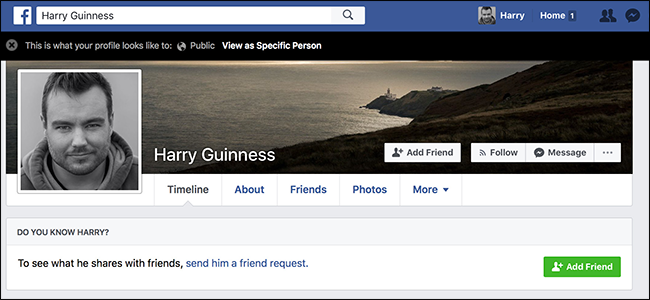 f Harry Guinness Harry Home 1
This is what your profile looks like to: Public View as Specific Person
Harry Guinness Add Friend Follow Message ...
Timeline About Friends Photos More
DO YOU KNOW HARRY?
To see what he shares with friends, send him a friend request. Add Friend